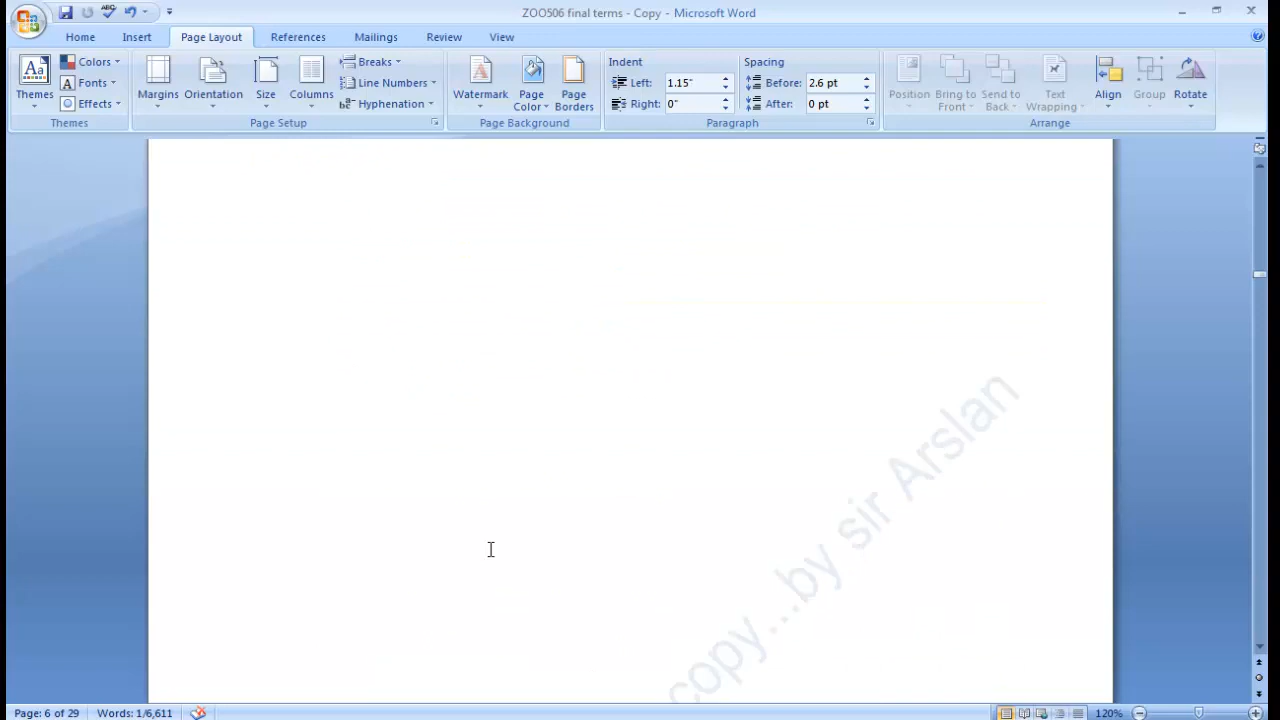 ZOO506 final terms - Copy - Microsoft Word
Home Insert Page Layout References Mailings Review View
Themes Colors Fonts Effects
Themes
Margins Orientation Size Columns Breaks Line Numbers Hyphenation
Page Setup
Watermark Page Color Page Borders
Page Background
Indent
Left: 1.15"
Right: 0"
Spacing
Before: 2.6 pt
After: 0 pt
Paragraph
Position Bring to Front Send to Back Text Wrapping Align Group Rotate
Arrange
copy...by sir Arslan
Page: 6 of 29 Words: 1/6,611 120%